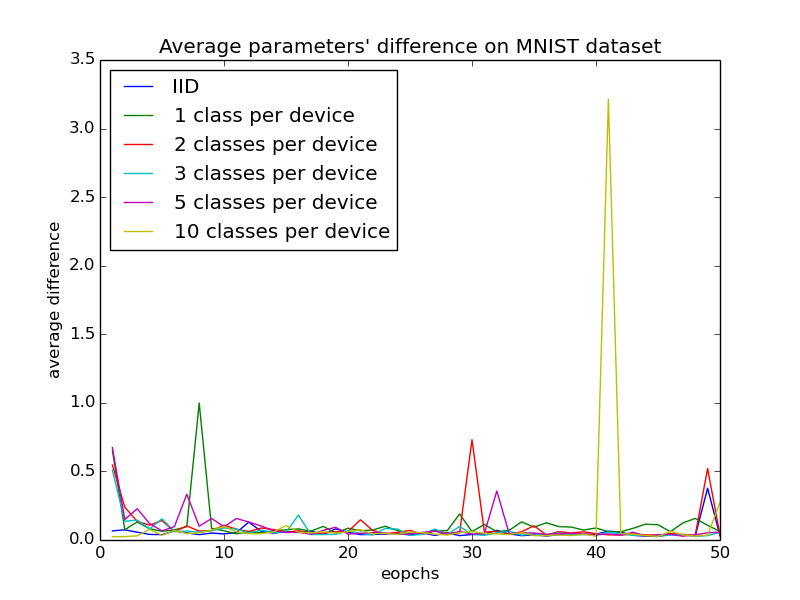 Average parameters' difference on MNIST dataset
3.5
3.0
2.5
2.0
1.5
1.0
0.5
0.0
average difference
IID
1 class per device
2 classes per device
3 classes per device
5 classes per device
10 classes per device
0
10
20
30
40
50
eopchs